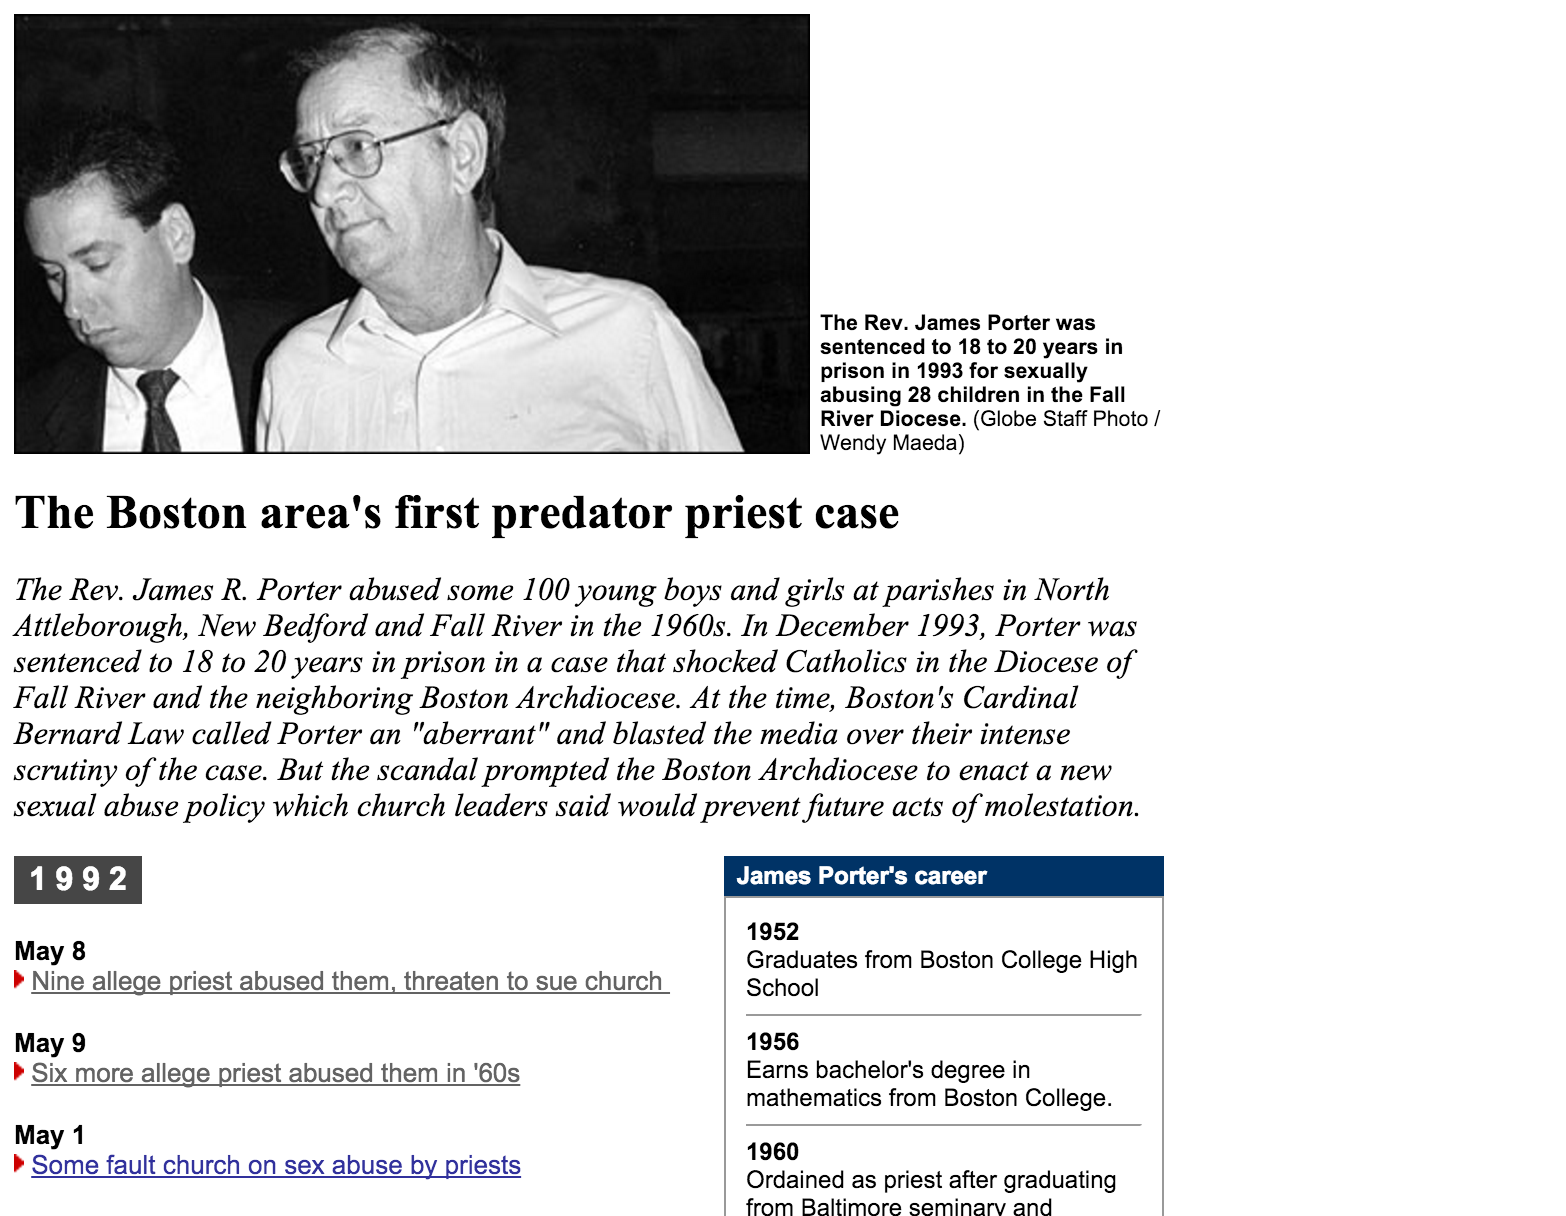 The Rev. James Porter was
sentenced to 18 to 20 years in
prison in 1993 for sexually
abusing 28 children in the Fall
River Diocese. (Globe Staff Photo /
Wendy Maeda)
The Boston area's first predator priest case
The Rev. James R. Porter abused some 100 young boys and girls at parishes in North
Attleborough, New Bedford and Fall River in the 1960s. In December 1993, Porter was
sentenced to 18 to 20 years in prison in a case that shocked Catholics in the Diocese of
Fall River and the neighboring Boston Archdiocese. At the time, Boston's Cardinal
Bernard Law called Porter an "aberrant" and blasted the media over their intense
scrutiny of the case. But the scandal prompted the Boston Archdiocese to enact a new
sexual abuse policy which church leaders said would prevent future acts of molestation.
1992
May 8
Nine allege priest abused them, threaten to sue church
May 9
Six more allege priest abused them in '60s
May 1
Some fault church on sex abuse by priests
James Porter's career
1952
Graduates from Boston College High
School
1956
Earns bachelor's degree in
mathematics from Boston College.
1960
Ordained as priest after graduating
from Baltimore seminary and